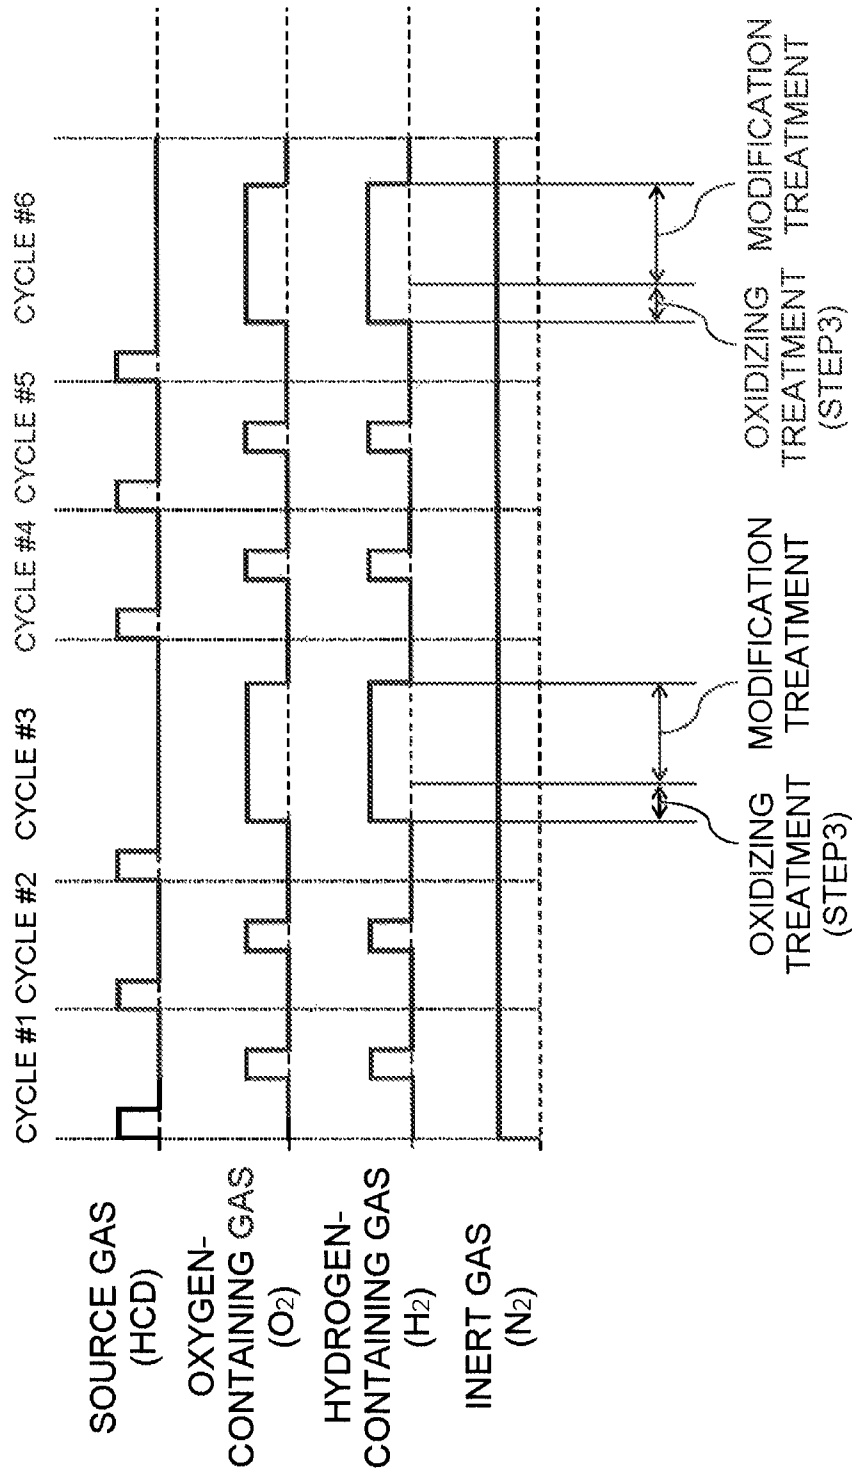 CYCLE #1
CYCLE #2
CYCLE #3
CYCLE #4
CYCLE #5
CYCLE #6
SOURCE GAS
(HCD)
OXYGEN-
CONTAINING GAS
(O2)
HYDROGEN-
CONTAINING GAS
(H2)
INERT GAS
(N2)
OXIDIZING
TREATMENT
(STEP3)
MODIFICATION
TREATMENT
OXIDIZING
TREATMENT
(STEP3)
MODIFICATION
TREATMENT